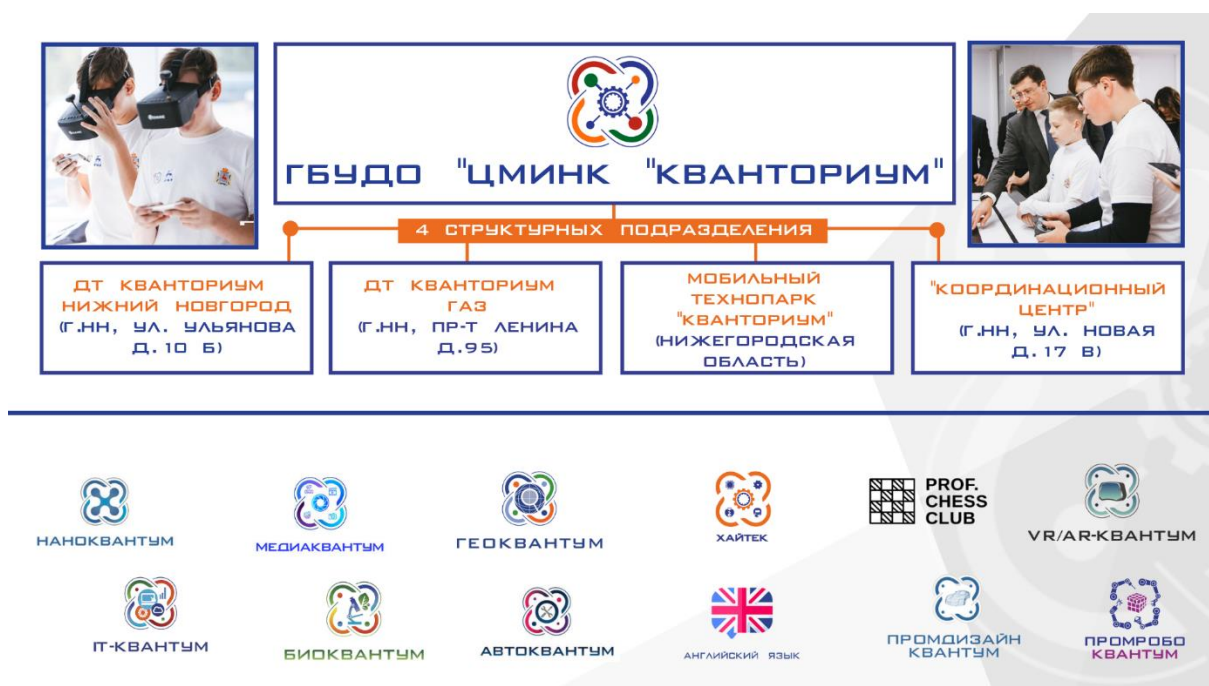 ГБУДО "ЦМИНК "КВАНТОРИУМ"
4 СТРУКТУРНЫХ ПОДРАЗДЕЛЕНИЯ
ДТ КВАНТОРИУМ
НИЖНИЙ НОВГОРОД
(Г.НН, УЛ. УЛЬЯНОВА
Д. 10 Б)
ДТ КВАНТОРИУМ
ГАЗ
(Г.НН, ПР-Т ЛЕНИНА
Д.95)
МОБИЛЬНЫЙ
ТЕХНОПАРК
"КВАНТОРИУМ"
(НИЖЕГОРОДСКАЯ
ОБЛАСТЬ)
"КООРДИНАЦИОННЫЙ
ЦЕНТР"
(Г.НН, УЛ. НОВАЯ
Д. 17 В)
НАНОКВАНТУМ
МЕДИАКВАНТУМ
ГЕОКВАНТУМ
ХАЙТЕК
PROF.
CHESS
CLUB
VR/AR-КВАНТУМ
IT-КВАНТУМ
БИОКВАНТУМ
АВТОКВАНТУМ
АНГЛИЙСКИЙ ЯЗЫК
ПРОМДИЗАЙН
КВАНТУМ
ПРОМРОБО
КВАНТУМ